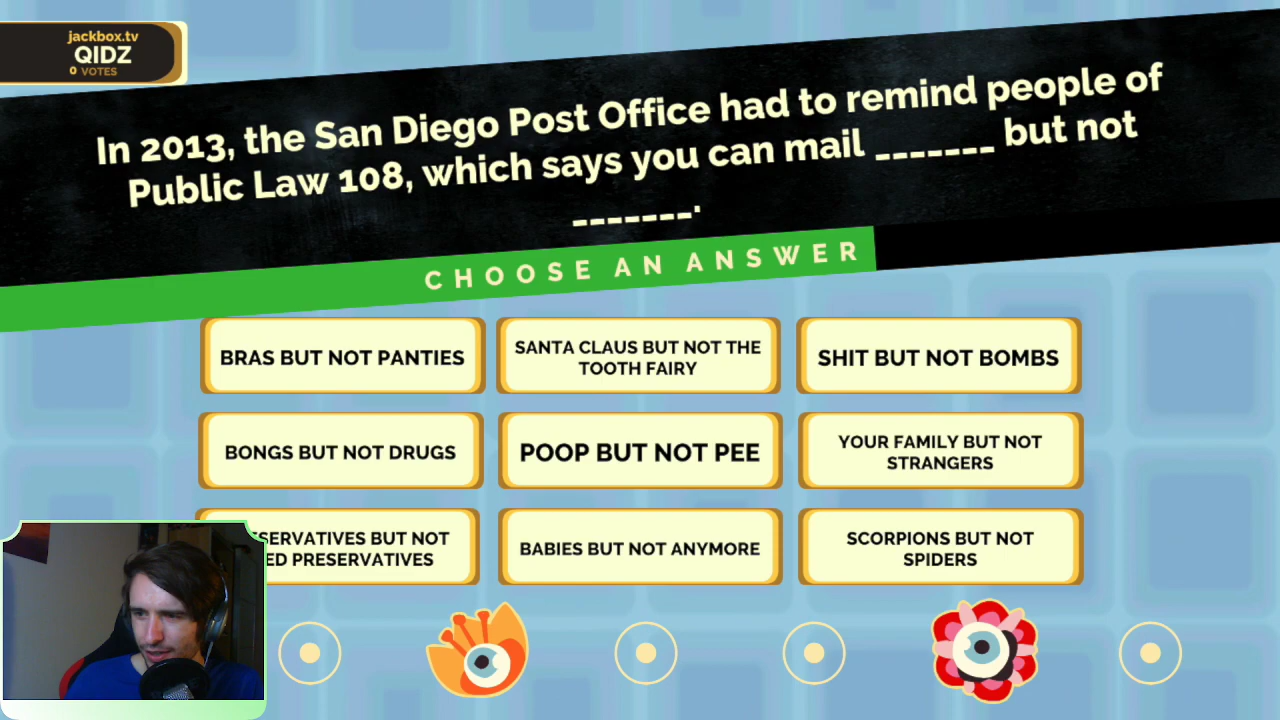 jackbox.tv
QIDZ
0 VOTES
In 2013, the San Diego Post Office had to remind people of
Public Law 108, which says you can mail _______ but not
_______.
CHOOSE AN ANSWER
BRAS BUT NOT PANTIES
SANTA CLAUS BUT NOT THE
TOOTH FAIRY
SHIT BUT NOT BOMBS
BONGS BUT NOT DRUGS
POOP BUT NOT PEE
YOUR FAMILY BUT NOT
STRANGERS
BUT NOT
PRESERVATIVES
BABIES BUT NOT ANYMORE
SCORPIONS BUT NOT
SPIDERS